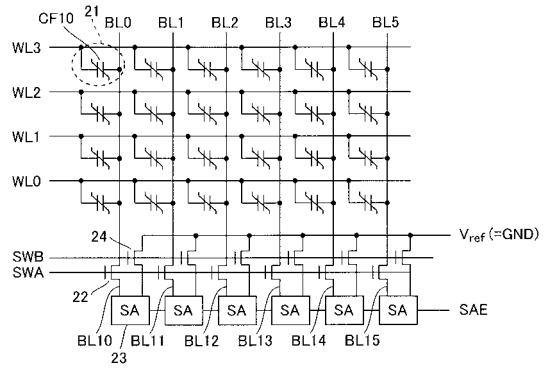 21
CF10 BL0 BL1 BL2 BL3 BL4 BL5
WL3
WL2
WL1
WL0
24
Vref (=GND)
SWB
SWA
22
SA SA SA SA SA SA SAE
BL10 BL11 BL12 BL13 BL14 BL15
23